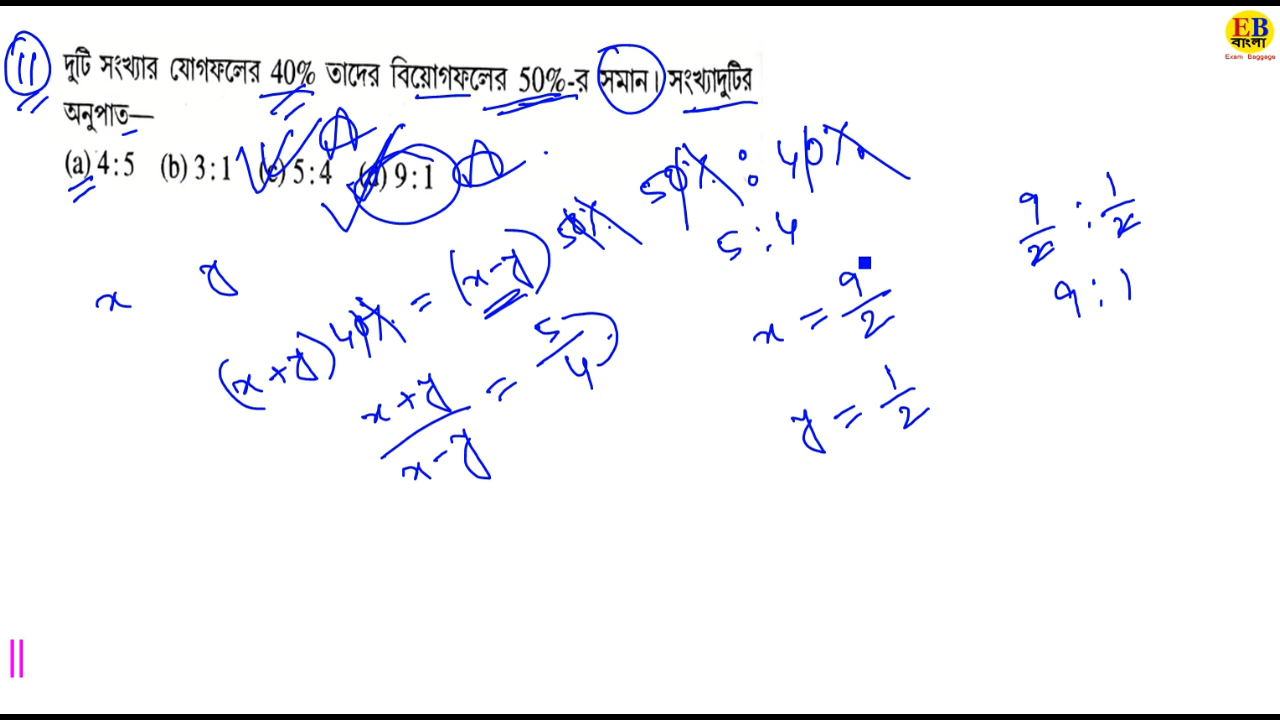 EB
বাংলা
Exam Baggage
11 দুটি সংখ্যার যোগফলের 40% তাদের বিয়োগফলের 50%-র সমান। সংখ্যাদুটির
অনুপাত—
(a) 4 : 5 (b) 3 : 1 (c) 5 : 4 (d) 9 : 1
50% : 40%
5 : 4
x y
(x+y) 40% = (x-y) 50%
x+y/x-y = 5/4
x = 9/2
y = 1/2
9/2 : 1/2
9 : 1